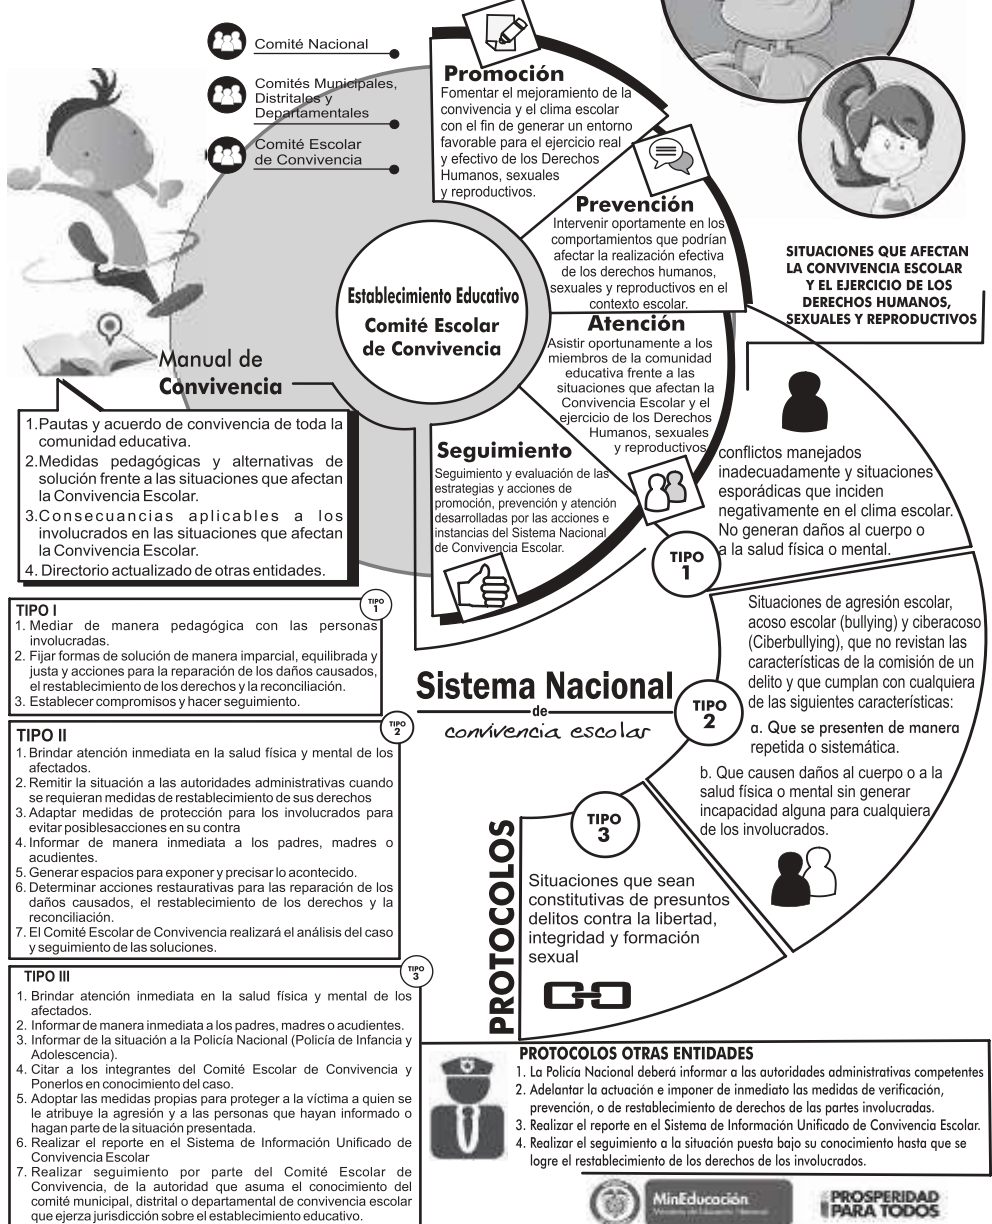 Comité Nacional
Comités Municipales,
Distritales y
Departamentales
Comité Escolar
de Convivencia
Promoción
Fomentar el mejoramiento de la
convivencia y el clima escolar
con el fin de generar un entorno
favorable para el ejercicio real
y efectivo de los Derechos
Humanos, sexuales
y reproductivos.
Prevención
Intervenir oportamente en los
comportamientos que podrían
afectar la realización efectiva
de los derechos humanos,
sexuales y reproductivos en el
contexto escolar.
Atención
Asistir oportunamente a los
miembros de la comunidad
educativa frente a las
situaciones que afectan la
Convivencia Escolar y el
ejercicio de los Derechos
Humanos, sexuales
y reproductivos
Seguimiento
Seguimiento y evaluación de las
estrategias y acciones de
promoción, prevención y atención
desarrolladas por las acciones e
instancias del Sistema Nacional
de Convivencia Escolar.
Establecimiento Educativo
Comité Escolar
de Convivencia
Manual de
Convivencia
1.Pautas y acuerdo de convivencia de toda la
comunidad educativa.
2.Medidas pedagógicas y alternativas de
solución frente a las situaciones que afectan
la Convivencia Escolar.
3.Consecuancias aplicables a los
involucrados en las situaciones que afectan
la Convivencia Escolar.
4. Directorio actualizado de otras entidades.
SITUACIONES QUE AFECTAN
LA CONVIVENCIA ESCOLAR
Y EL EJERCICIO DE LOS
DERECHOS HUMANOS,
SEXUALES Y REPRODUCTIVOS
conflictos manejados
inadecuadamente y situaciones
esporádicas que inciden
negativamente en el clima escolar.
No generan daños al cuerpo o
a la salud física o mental.
TIPO
1
Situaciones de agresión escolar,
acoso escolar (bullying) y ciberacoso
(Ciberbullying), que no revistan las
características de la comisión de un
delito y que cumplan con cualquiera
de las siguientes características:
a. Que se presenten de manera
repetida o sistemática.
b. Que causen daños al cuerpo o a la
salud física o mental sin generar
incapacidad alguna para cualquiera
de los involucrados.
TIPO
2
Sistema Nacional
de
convivencia escolar
PROTOCOLOS
TIPO
3
Situaciones que sean
constitutivas de presuntos
delitos contra la libertad,
integridad y formación
sexual
TIPO I
TIPO
1
1. Mediar de manera pedagógica con las personas
involucradas.
2. Fijar formas de solución de manera imparcial, equilibrada y
justa y acciones para la reparación de los daños causados,
el restablecimiento de los derechos y la reconciliación.
3. Establecer compromisos y hacer seguimiento.
TIPO II
TIPO
2
1. Brindar atención inmediata en la salud física y mental de los
afectados.
2. Remitir la situación a las autoridades administrativas cuando
se requieran medidas de restablecimiento de sus derechos
3. Adaptar medidas de protección para los involucrados para
evitar posiblesacciones en su contra
4. Informar de manera inmediata a los padres, madres o
acudientes.
5. Generar espacios para exponer y precisar lo acontecido.
6. Determinar acciones restaurativas para las reparación de los
daños causados, el restablecimiento de los derechos y la
reconciliación.
7. El Comité Escolar de Convivencia realizará el análisis del caso
y seguimiento de las soluciones.
TIPO III
TIPO
3
1. Brindar atención inmediata en la salud física y mental de los
afectados.
2. Informar de manera inmediata a los padres, madres o acudientes.
3. Informar de la situación a la Policía Nacional (Policía de Infancia y
Adolescencia).
4. Citar a los integrantes del Comité Escolar de Convivencia y
Ponerlos en conocimiento del caso.
5. Adoptar las medidas propias para proteger a la víctima a quien se
le atribuye la agresión y a las personas que hayan informado o
hagan parte de la situación presentada.
6. Realizar el reporte en el Sistema de Información Unificado de
Convivencia Escolar
7. Realizar seguimiento por parte del Comité Escolar de
Convivencia, de la autoridad que asuma el conocimiento del
comité municipal, distrital o departamental de convivencia escolar
que ejerza jurisdicción sobre el establecimiento educativo.
PROTOCOLOS OTRAS ENTIDADES
1. La Policía Nacional deberá informar a las autoridades administrativas competentes
2. Adelantar la actuación e imponer de inmediato las medidas de verificación,
prevención, o de restablecimiento de derechos de las partes involucradas.
3. Realizar el reporte en el Sistema de Información Unificado de Convivencia Escolar.
4. Realizar el seguimiento a la situación puesta bajo su conocimiento hasta que se
logre el restablecimiento de los derechos de los involucrados.
MinEducación
Ministerio de Educación Nacional
PROSPERIDAD
PARA TODOS